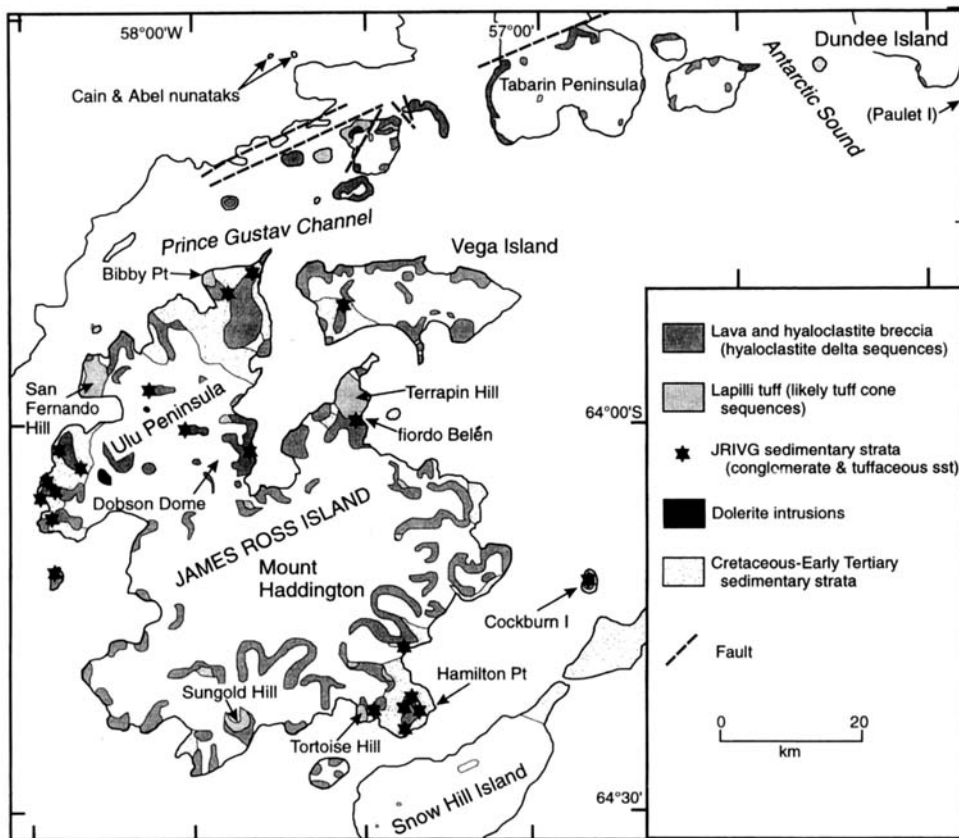 58°00'W
57°00'
Dundee Island
Cain & Abel nunataks
Tabarin Peninsula
Antarctic Sound
(Paulet I)
Prince Gustav Channel
Vega Island
Bibby Pt
San
Fernando
Hill
Ulu Peninsula
Terrapin Hill
64°00'S
fiordo Belén
Dobson Dome
JAMES ROSS ISLAND
Mount
Haddington
Cockburn I
Hamilton Pt
Sungold Hill
Tortoise Hill
Snow Hill Island
64°30'
Lava and hyaloclastite breccia
(hyaloclastite delta sequences)
Lapilli tuff (likely tuff cone
sequences)
JRIVG sedimentary strata
(conglomerate & tuffaceous sst)
Dolerite intrusions
Cretaceous-Early Tertiary
sedimentary strata
Fault
0 20
km